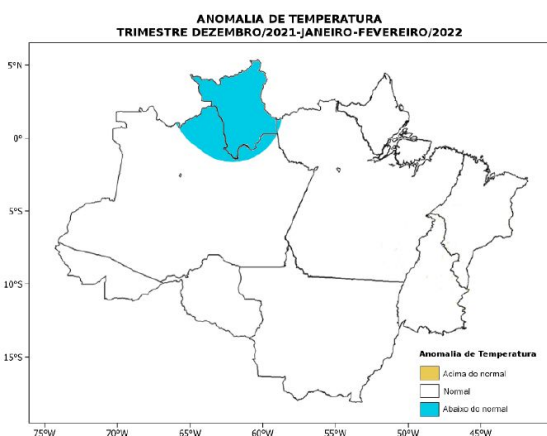 ANOMALIA DE TEMPERATURA
TRIMESTRE DEZEMBRO/2021-JANEIRO-FEVEREIRO/2022
5°N
0°
5°S
10°S
15°S
Anomalia de Temperatura
Acima do normal
Normal
Abaixo do normal
75°W 70°W 65°W 60°W 55°W 50°W 45°W